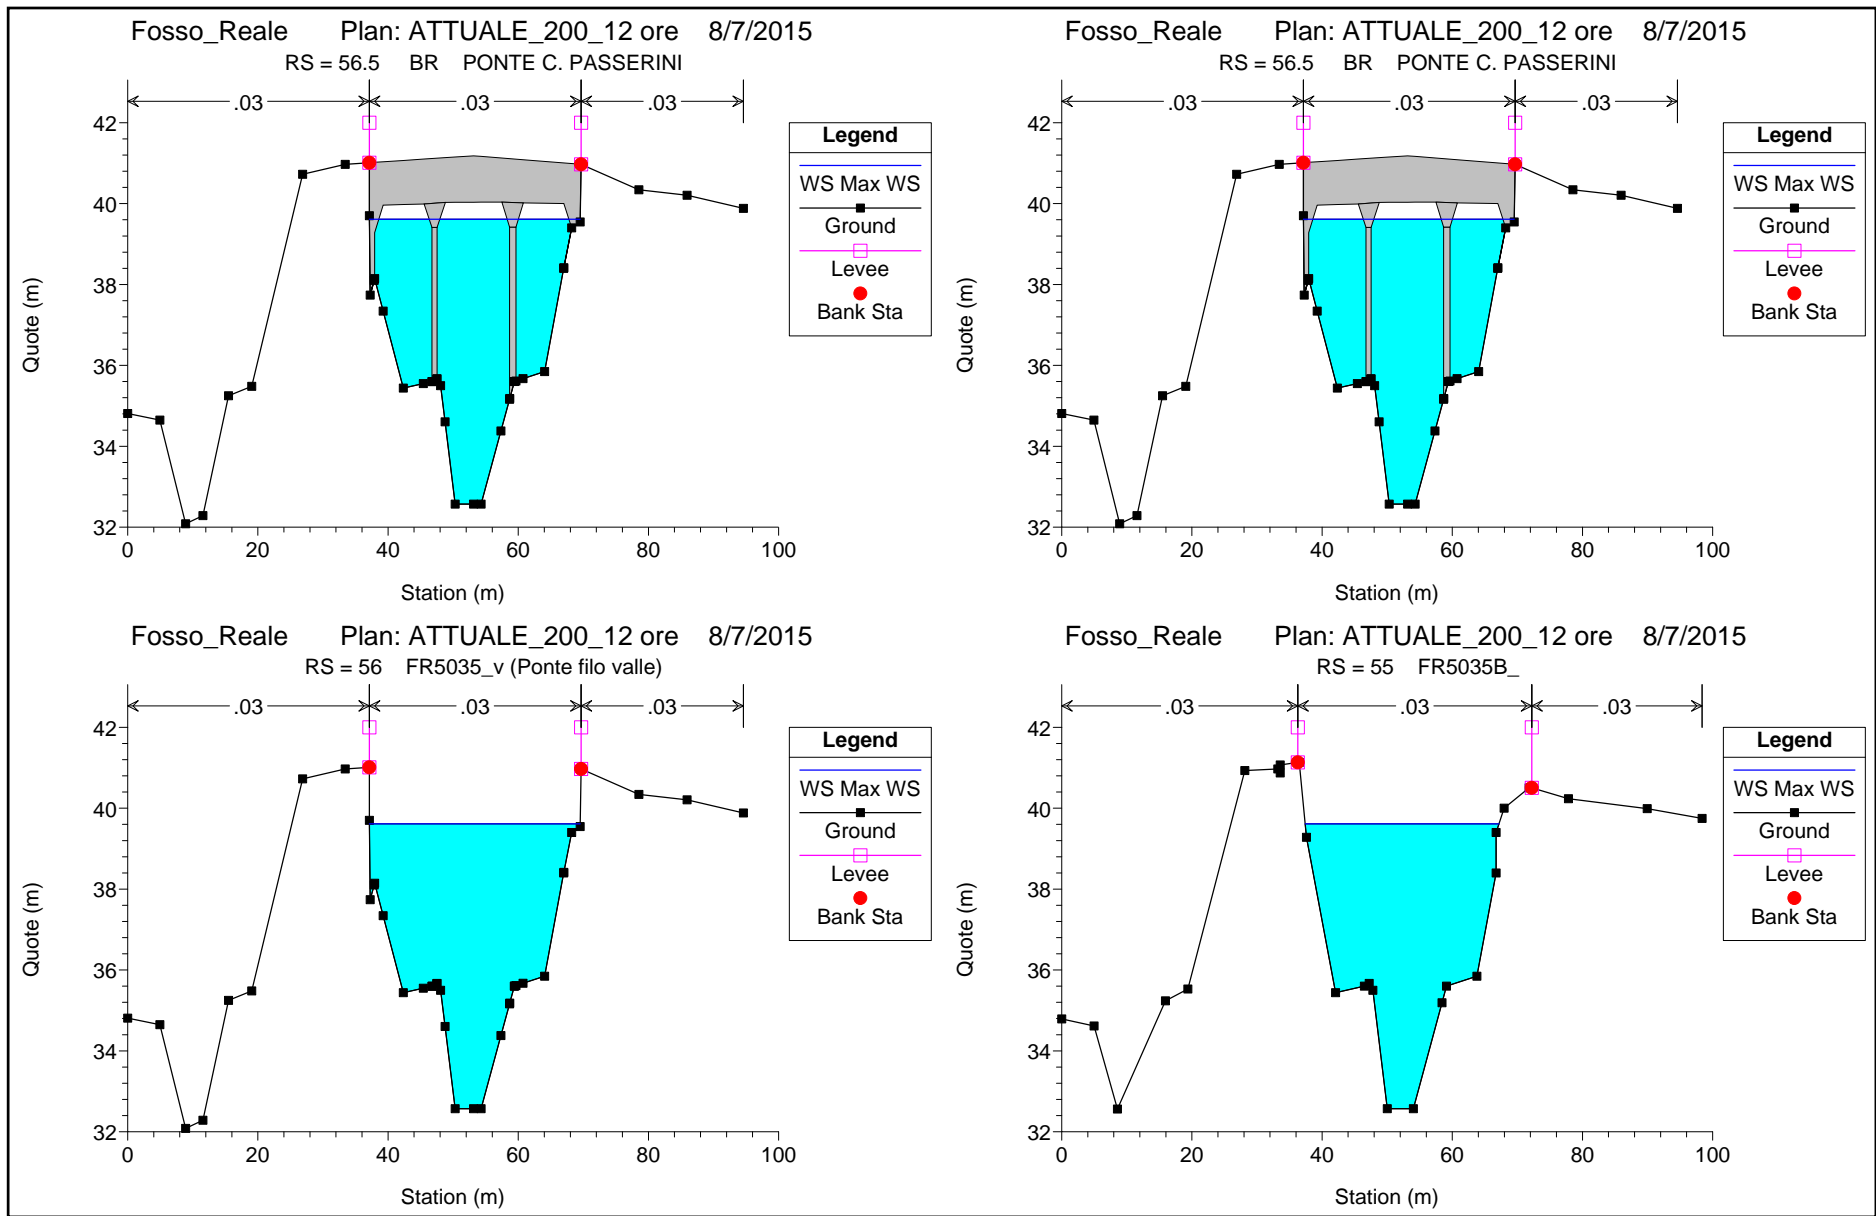 Fosso_Reale Plan: ATTUALE_200_12 ore 8/7/2015
RS = 56.5 BR PONTE C. PASSERINI
.03 .03 .03
42
40
38
36
34
32
0 20 40 60 80 100
Quote (m)
Station (m)
Legend
WS Max WS
Ground
Levee
Bank Sta
Fosso_Reale Plan: ATTUALE_200_12 ore 8/7/2015
RS = 56.5 BR PONTE C. PASSERINI
.03 .03 .03
42
40
38
36
34
32
0 20 40 60 80 100
Quote (m)
Station (m)
Legend
WS Max WS
Ground
Levee
Bank Sta
Fosso_Reale Plan: ATTUALE_200_12 ore 8/7/2015
RS = 56 FR5035_v (Ponte filo valle)
.03 .03 .03
42
40
38
36
34
32
0 20 40 60 80 100
Quote (m)
Station (m)
Legend
WS Max WS
Ground
Levee
Bank Sta
Fosso_Reale Plan: ATTUALE_200_12 ore 8/7/2015
RS = 55 FR5035B_
.03 .03 .03
42
40
38
36
34
32
0 20 40 60 80 100
Quote (m)
Station (m)
Legend
WS Max WS
Ground
Levee
Bank Sta